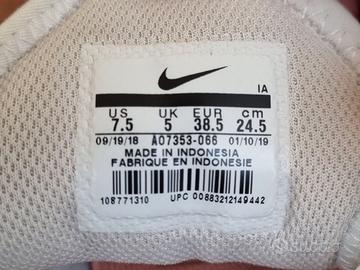 IA
US UK EUR cm
7.5 5 38.5 24.5
09/19/18 AO7353-066 01/10/19
MADE IN INDONESIA
FABRIQUE EN INDONESIE
108771310 UPC 00883212149442